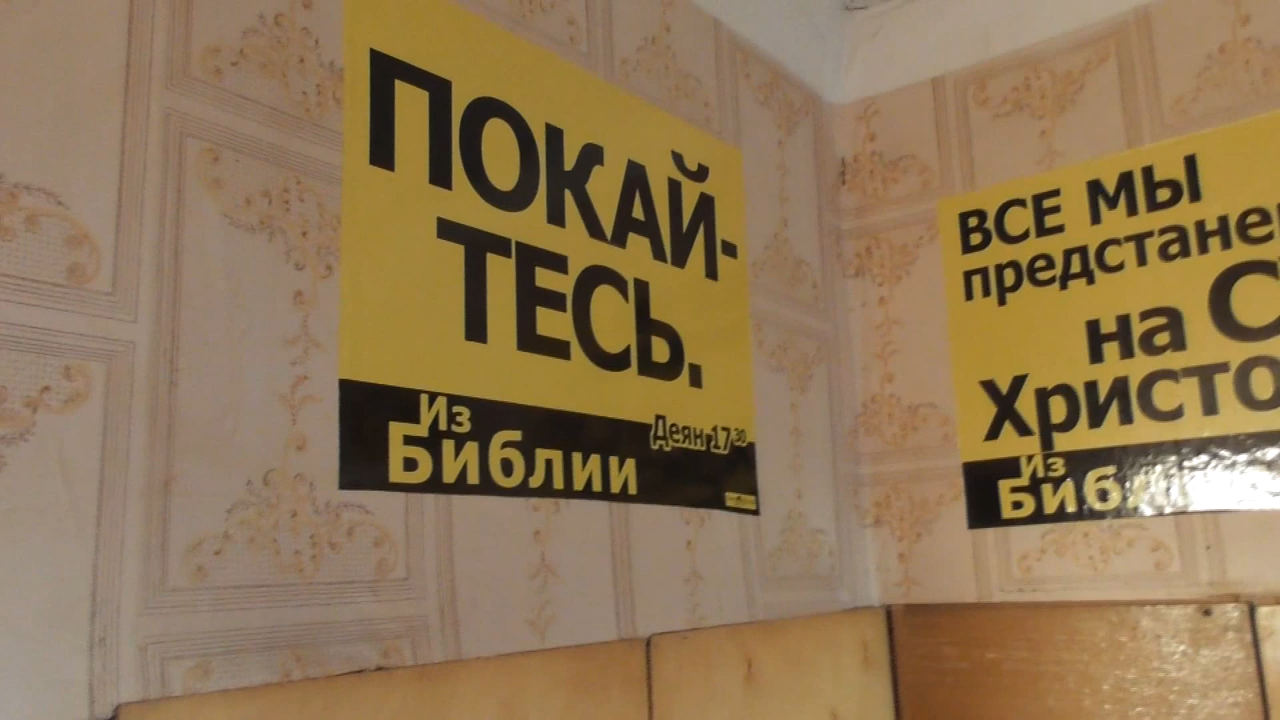 ПОКАЙ-
ТЕСЬ.
Из
Библии
Деян 17 30
ВСЕ МЫ
предстане
на С
Христо
Из
Биб